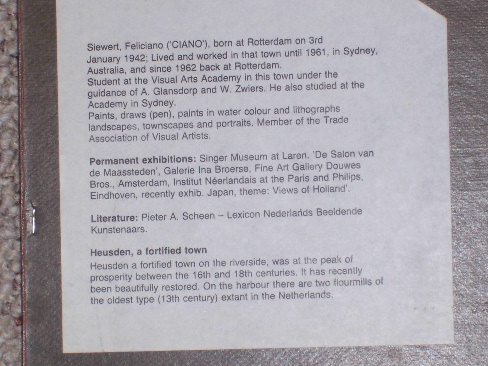 Siewert, Feliciano ('CIANO'), born at Rotterdam on 3rd
January 1942; Lived and worked in that town until 1961, in Sydney,
Australia, and since 1962 back at Rotterdam.
Student at the Visual Arts Academy in this town under the
guidance of A. Glansdorp and W. Zwiers. He also studied at the
Academy in Sydney.
Paints, draws (pen), paints in water colour and lithographs
landscapes, townscapes and portraits. Member of the Trade
Association of Visual Artists.
Permanent exhibitions: Singer Museum at Laren, 'De Salon van
de Maassteden', Galerie Ina Broerse, Fine Art Gallery Douwes
Bros., Amsterdam, Institut Néerlandais at the Paris and Philips,
Eindhoven, recently exhib. Japan, theme: Views of Holland'.
Literature: Pieter A. Scheen – Lexicon Nederlands Beeldende
Kunstenaars.
Heusden, a fortified town
Heusden a fortified town on the riverside, was at the peak of
prosperity between the 16th and 18th centuries. It has recently
been beautifully restored. On the harbour there are two flourmills of
the oldest type (13th century) extant in the Netherlands.